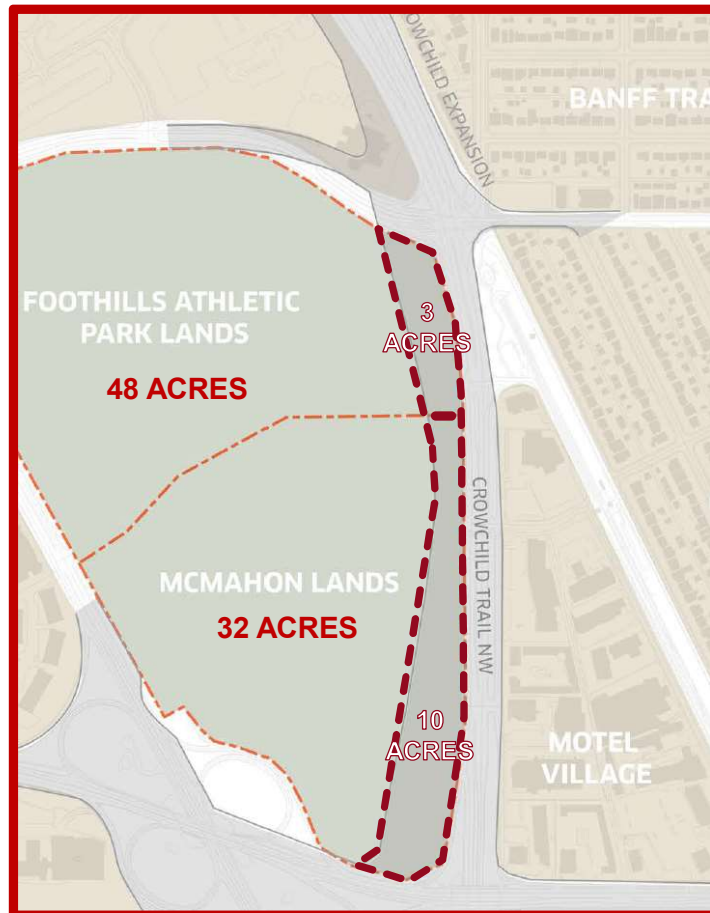 CROWCHILD EXPANSION
BANFF TRA
FOOTHILLS ATHLETIC
PARK LANDS
48 ACRES
3
ACRES
CROWCHILD TRAIL NW
MCMAHON LANDS
32 ACRES
10
ACRES
MOTEL
VILLAGE